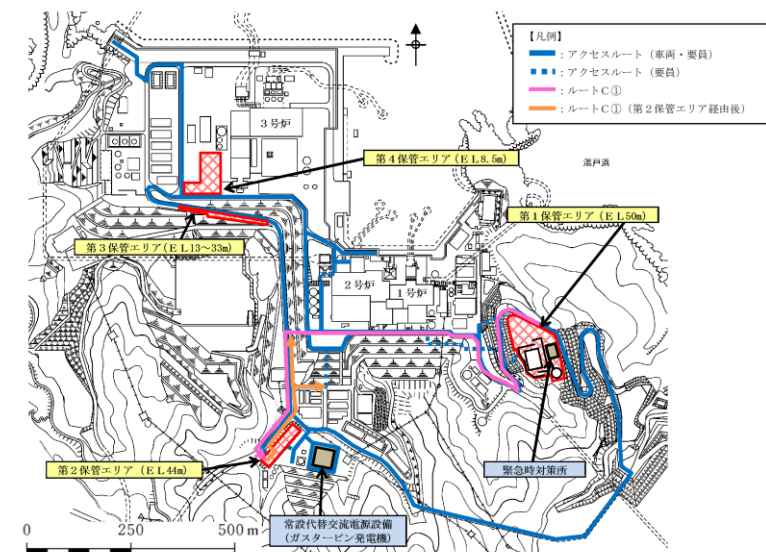 【凡例】
：アクセスルート（車両・要員）
：アクセスルート（要員）
：ルートC①
：ルートC①（第２保管エリア経由後）
３号炉
第４保管エリア（ＥＬ8.5m）
湯戸浜
第１保管エリア（ＥＬ50m）
第３保管エリア（ＥＬ13～33m）
２号炉
１号炉
第２保管エリア（ＥＬ44m）
緊急時対策所
常設代替交流電源設備
（ガスタービン発電機）
0 250 500 m